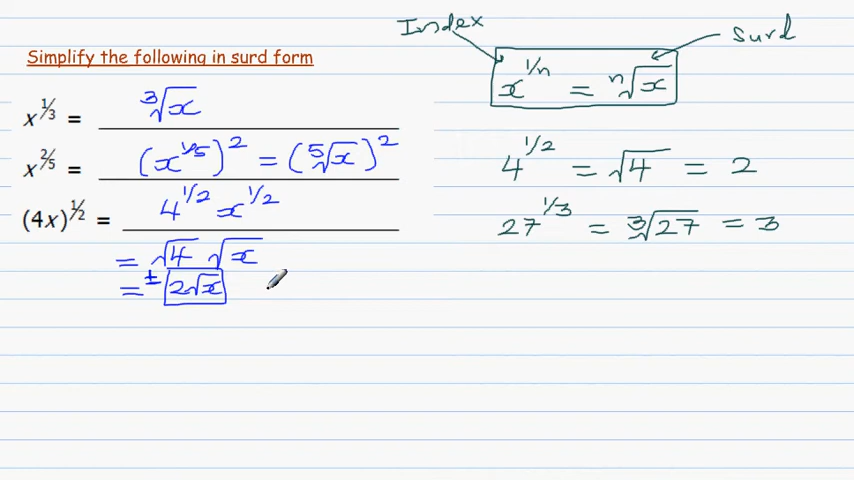 Index
surd
Simplify the following in surd form
x^{1/n} = ⁿ√x
x^{1/3} = ³√x
x^{2/5} = (x^{1/5})^2 = (⁵√x)^2
4^{1/2} = √4 = 2
(4x)^{1/2} = 4^{1/2} x^{1/2}
27^{1/3} = ³√27 = 3
= √4 √x
= ± 2√x